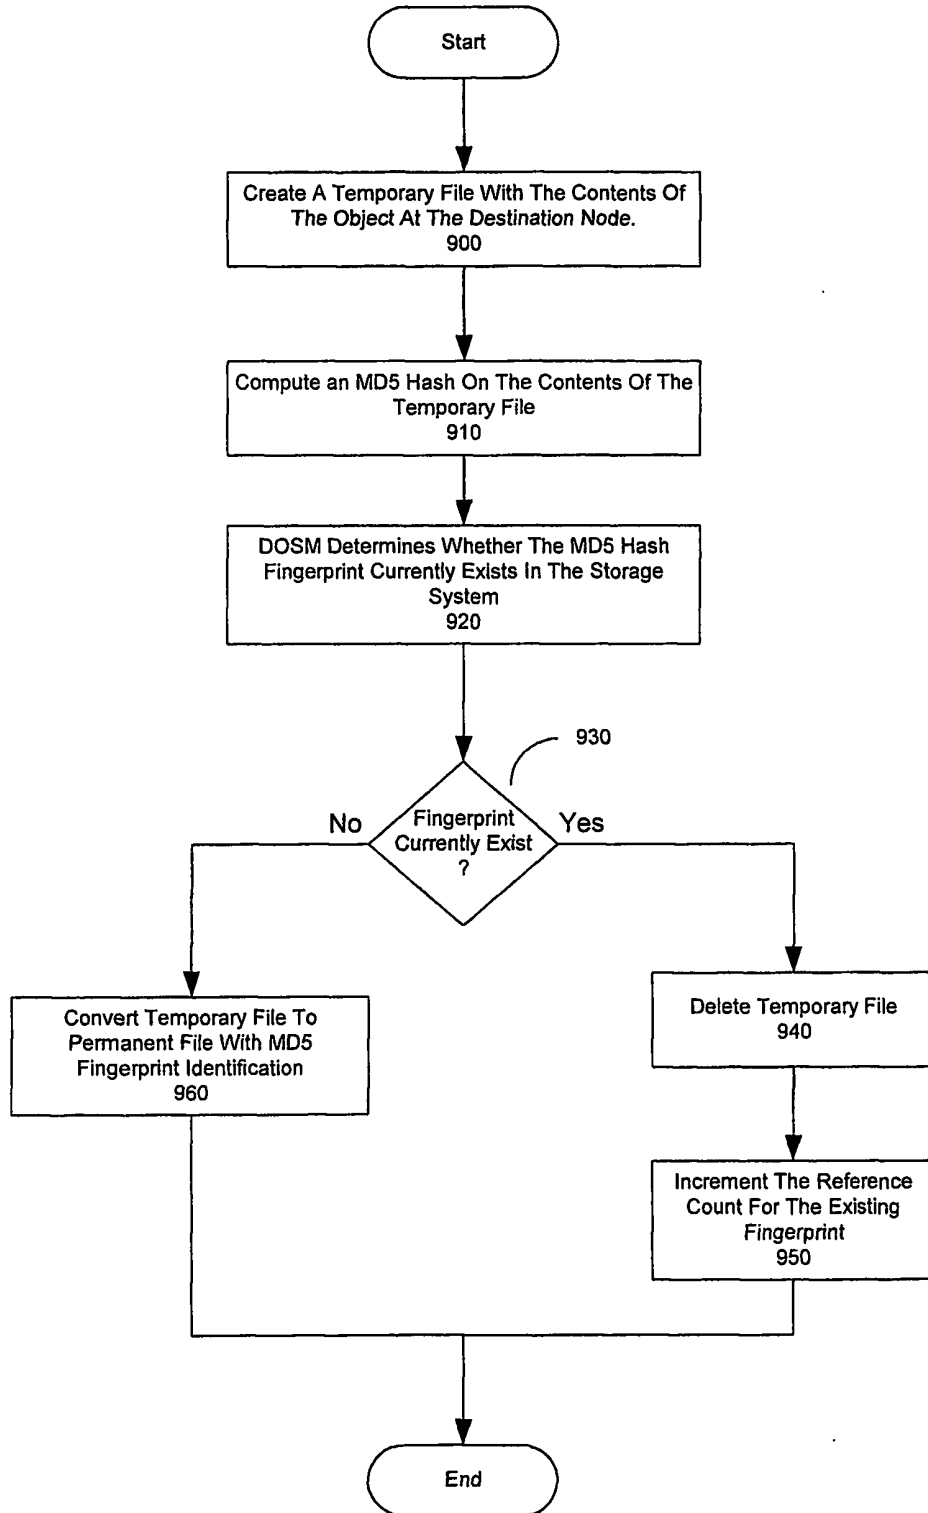 Start
Create A Temporary File With The Contents Of
The Object At The Destination Node.
900
Compute an MD5 Hash On The Contents Of The
Temporary File
910
DOSM Determines Whether The MD5 Hash
Fingerprint Currently Exists In The Storage
System
920
930
No
Fingerprint
Currently Exist
?
Yes
Convert Temporary File To
Permanent File With MD5
Fingerprint Identification
960
Delete Temporary File
940
Increment The Reference
Count For The Existing
Fingerprint
950
End